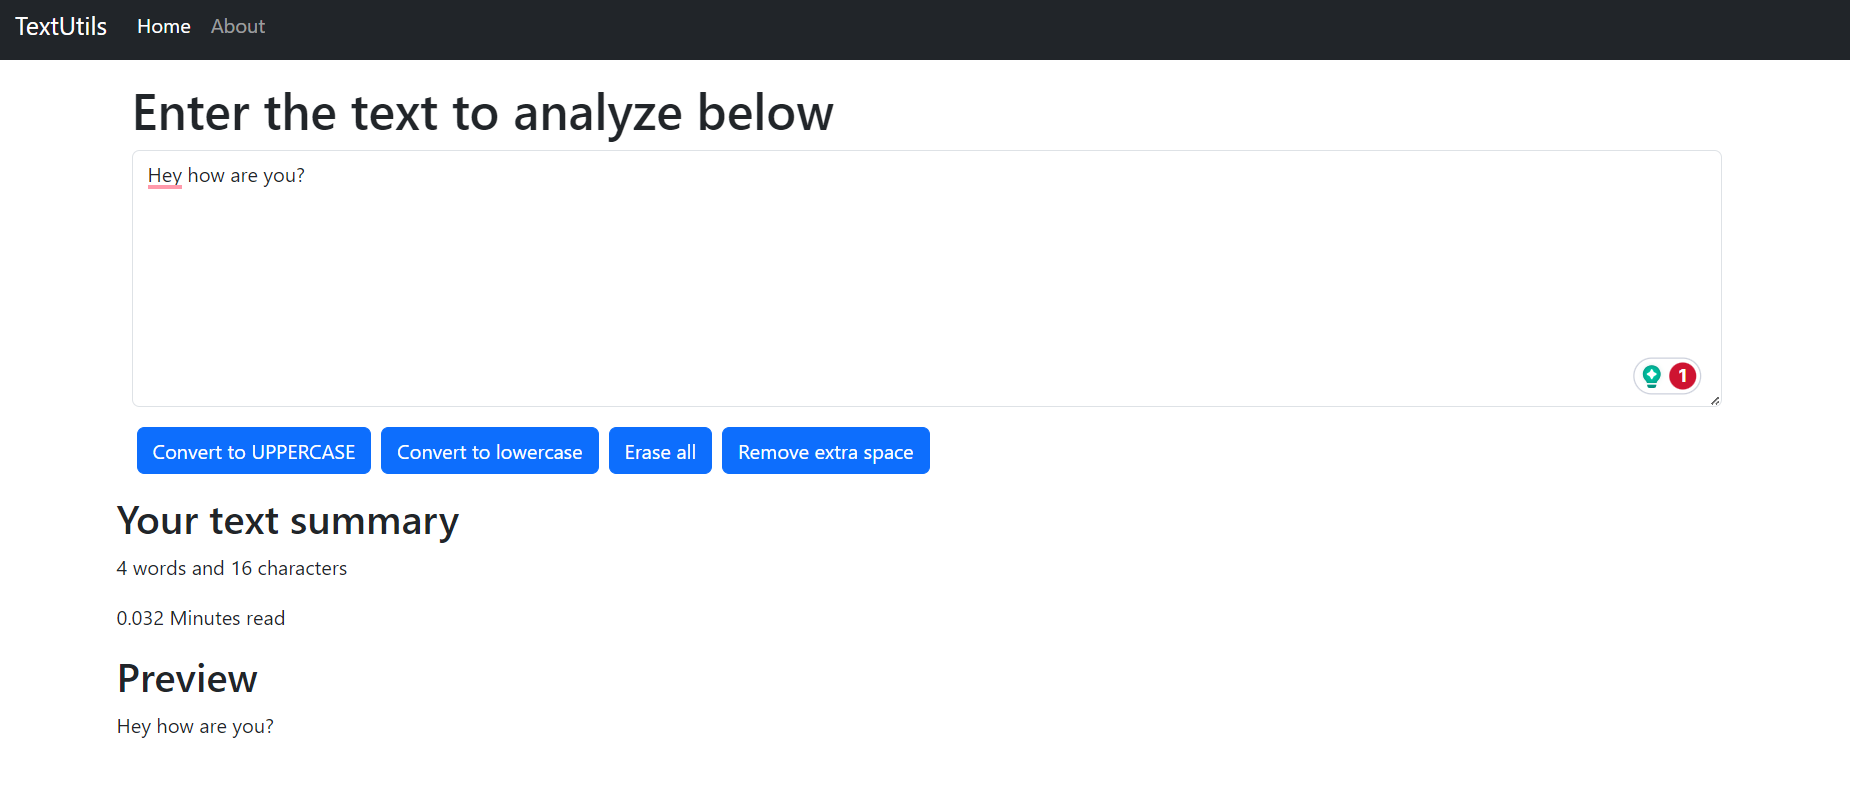 TextUtils Home About
Enter the text to analyze below
Hey how are you?
1
Convert to UPPERCASE Convert to lowercase Erase all Remove extra space
Your text summary
4 words and 16 characters
0.032 Minutes read
Preview
Hey how are you?